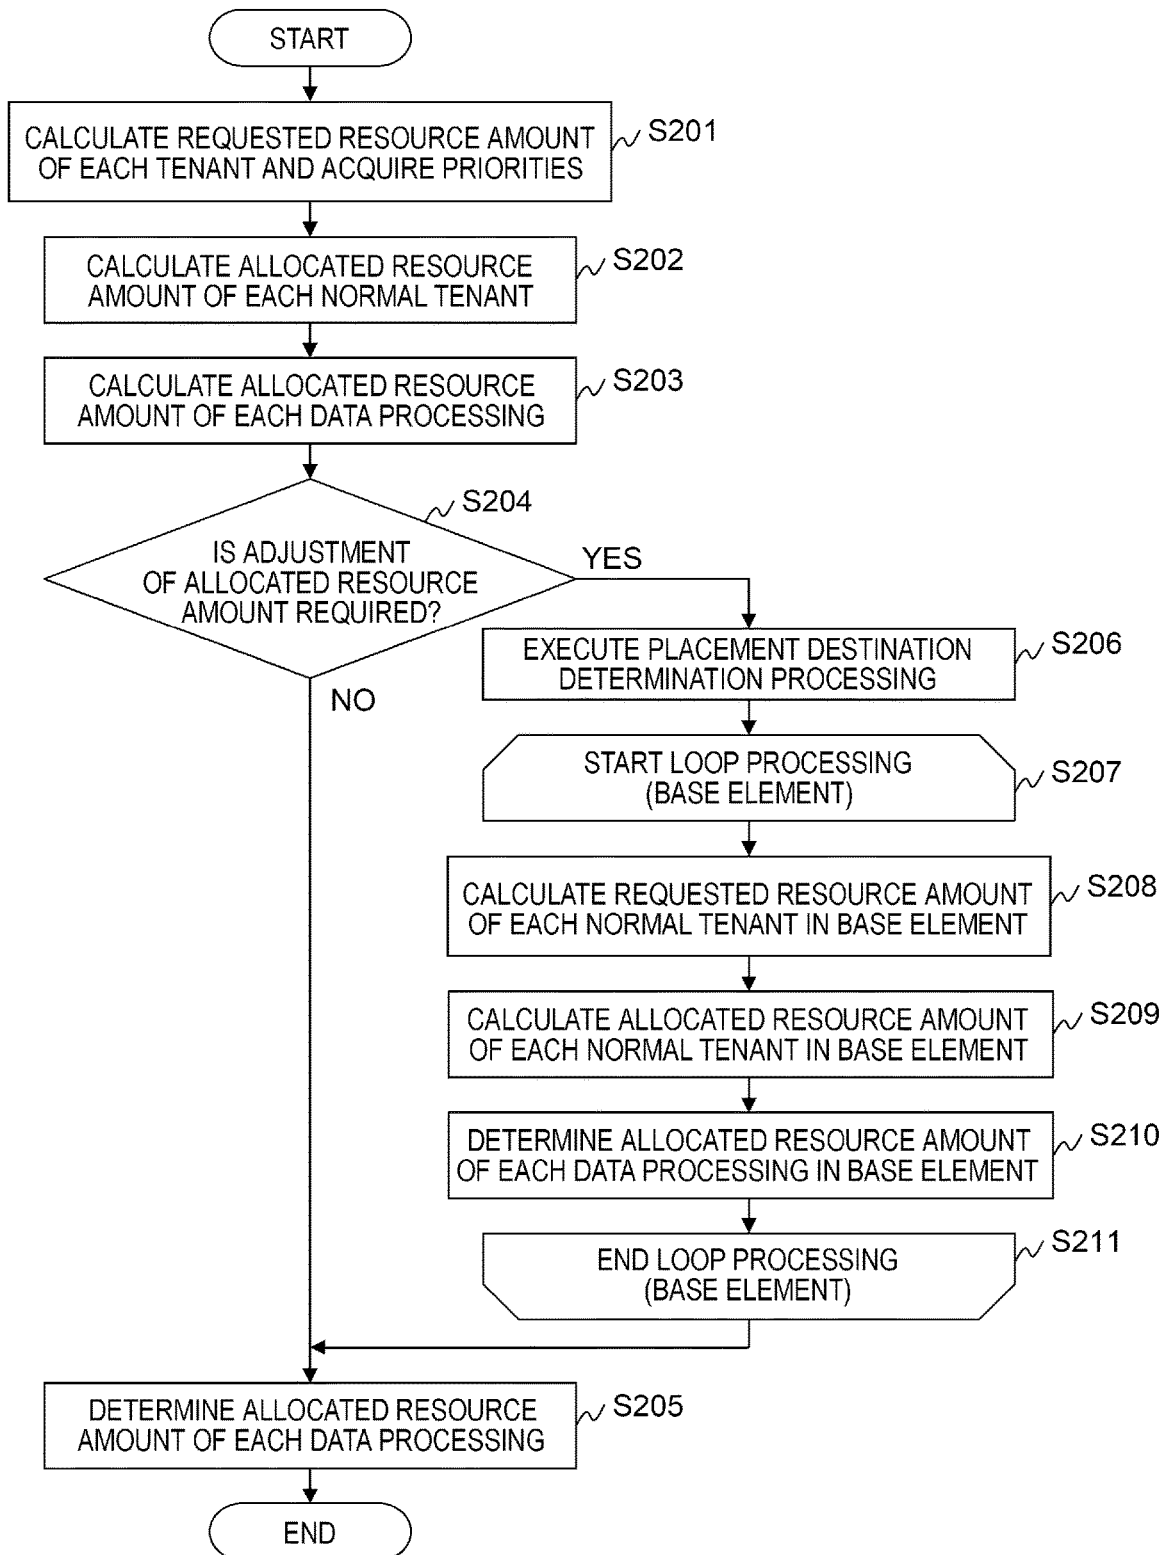 START
CALCULATE REQUESTED RESOURCE AMOUNT
OF EACH TENANT AND ACQUIRE PRIORITIES
S201
CALCULATE ALLOCATED RESOURCE
AMOUNT OF EACH NORMAL TENANT
S202
CALCULATE ALLOCATED RESOURCE
AMOUNT OF EACH DATA PROCESSING
S203
S204
IS ADJUSTMENT
OF ALLOCATED RESOURCE
AMOUNT REQUIRED?
YES
NO
EXECUTE PLACEMENT DESTINATION
DETERMINATION PROCESSING
S206
START LOOP PROCESSING
(BASE ELEMENT)
S207
CALCULATE REQUESTED RESOURCE AMOUNT
OF EACH NORMAL TENANT IN BASE ELEMENT
S208
CALCULATE ALLOCATED RESOURCE AMOUNT
OF EACH NORMAL TENANT IN BASE ELEMENT
S209
DETERMINE ALLOCATED RESOURCE AMOUNT
OF EACH DATA PROCESSING IN BASE ELEMENT
S210
END LOOP PROCESSING
(BASE ELEMENT)
S211
DETERMINE ALLOCATED RESOURCE
AMOUNT OF EACH DATA PROCESSING
S205
END